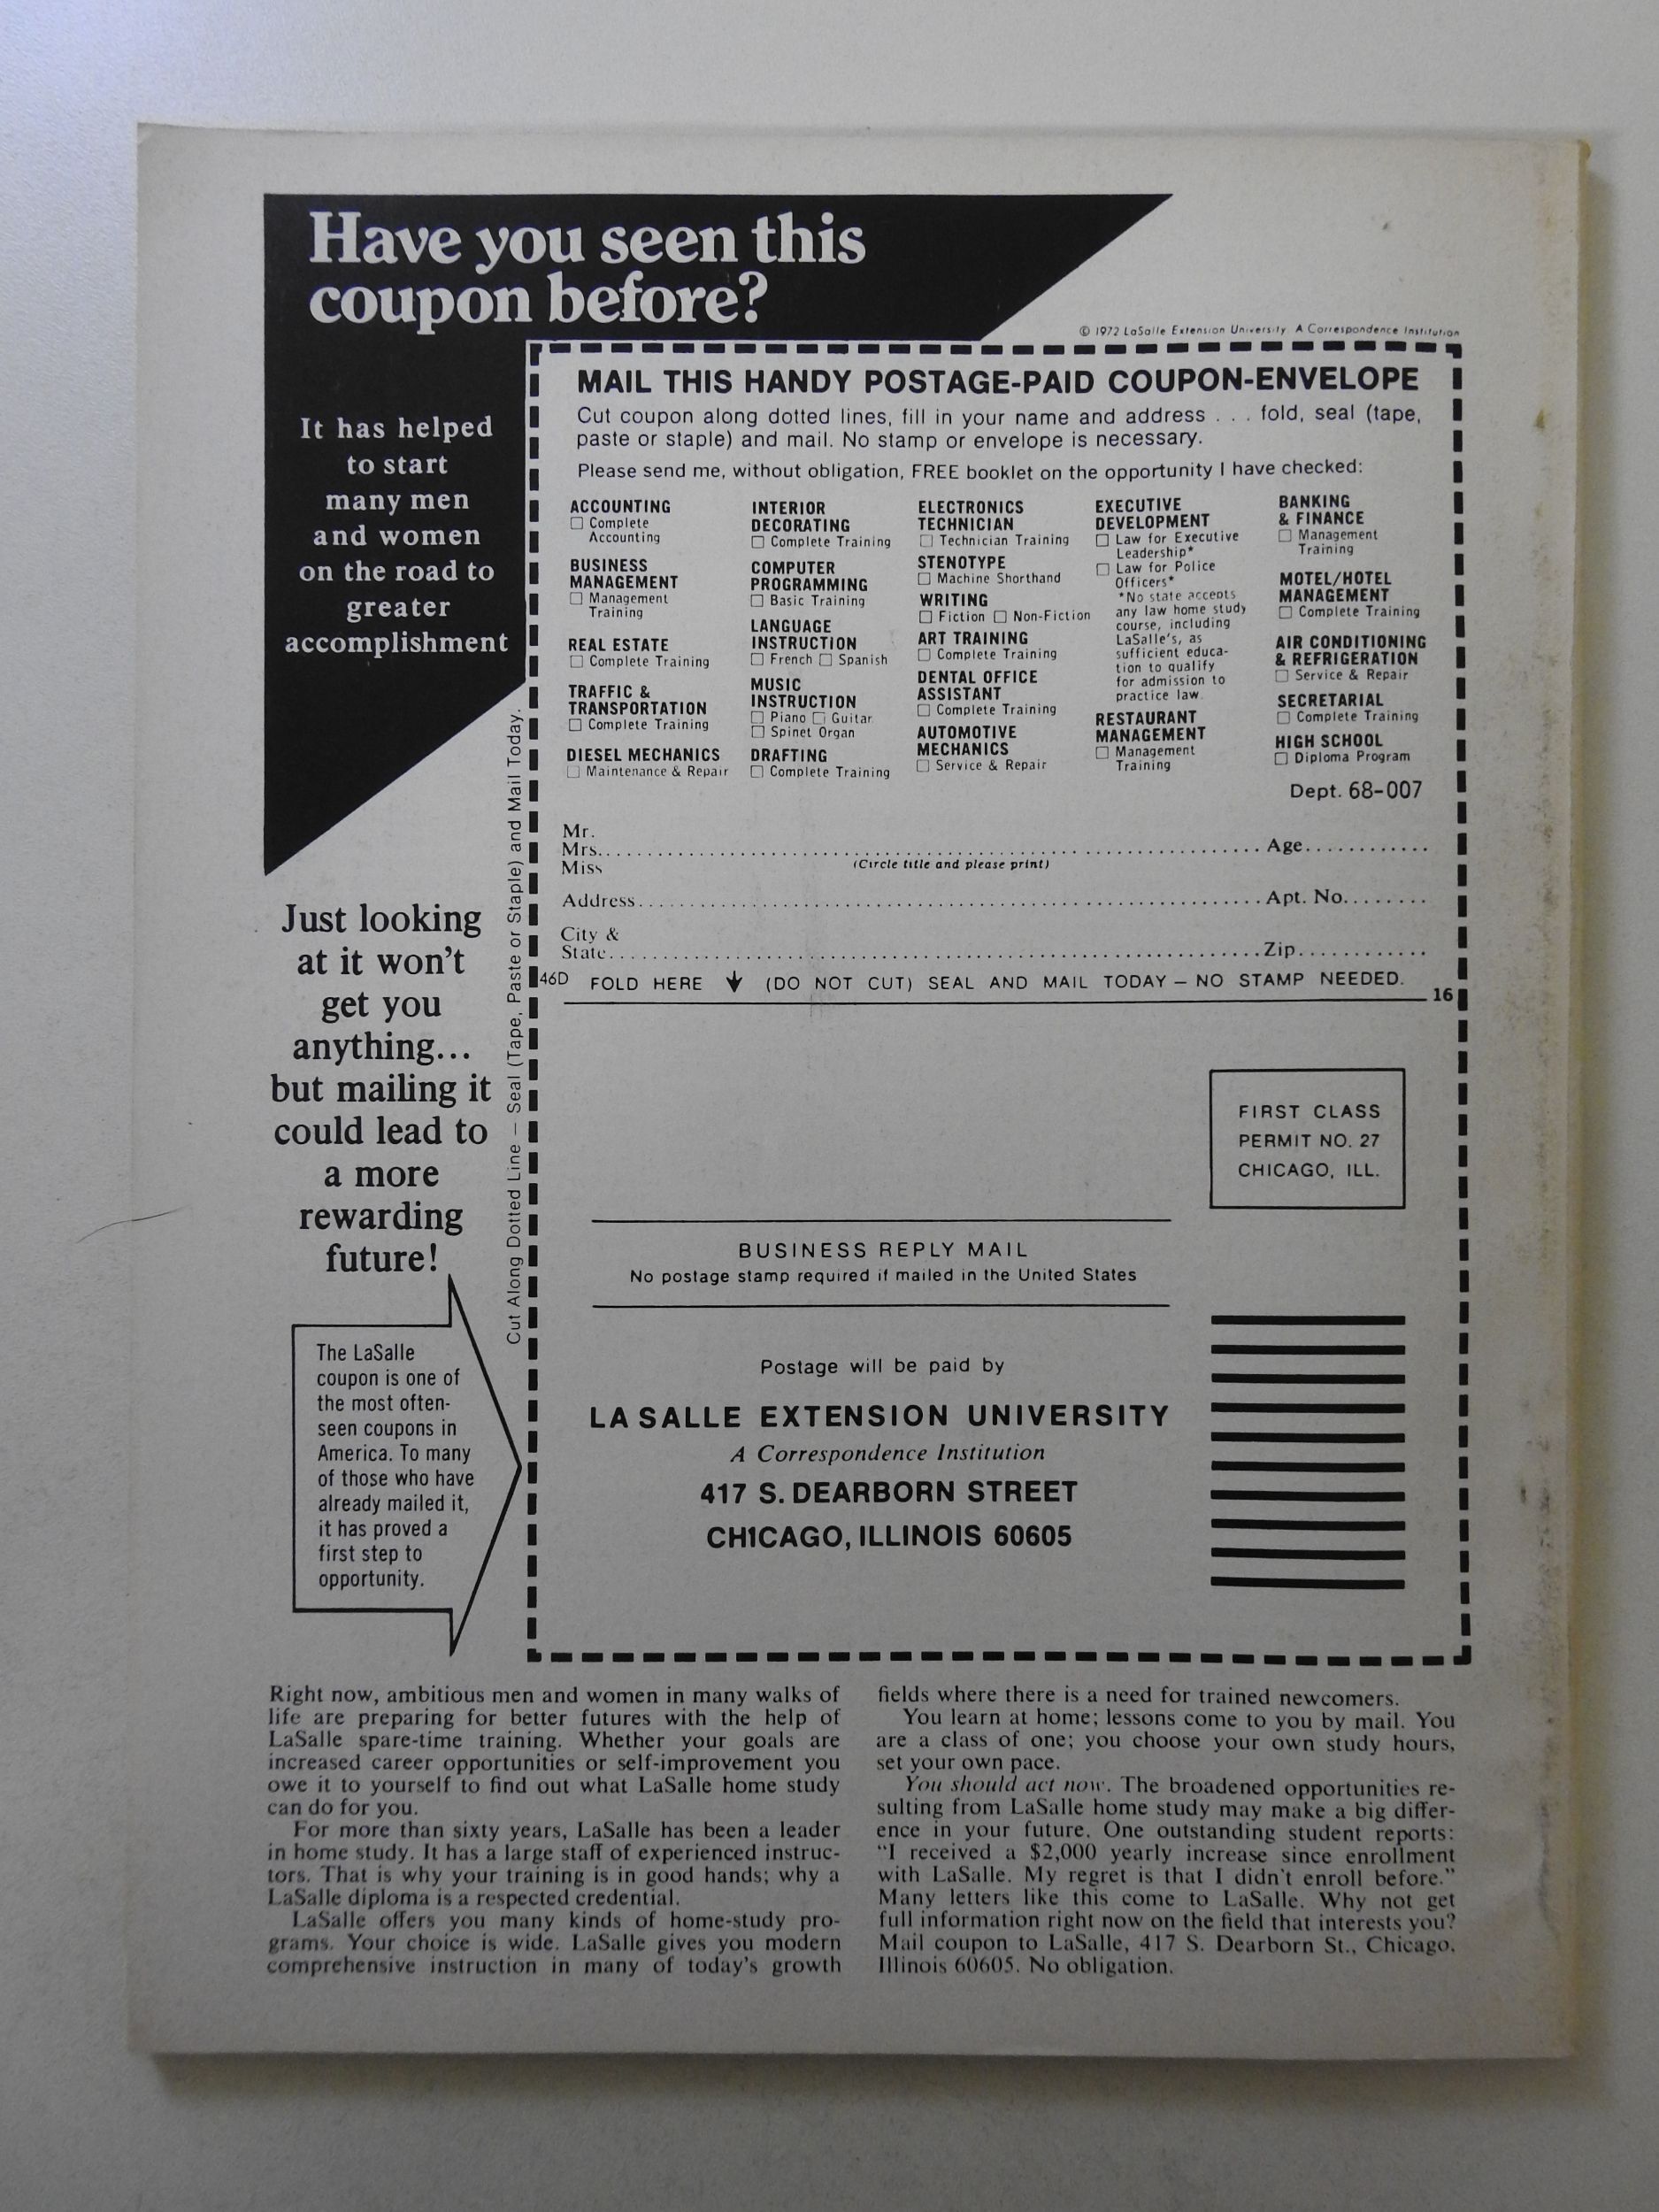 Have you seen this
coupon before?
© 1972 LaSalle Extension University A Correspondence Institution
It has helped
to start
many men
and women
on the road to
greater
accomplishment
Just looking
at it won't
get you
anything...
but mailing it
could lead to
a more
rewarding
future!
The LaSalle
coupon is one of
the most often-
seen coupons in
America. To many
of those who have
already mailed it,
it has proved a
first step to
opportunity.
Cut Along Dotted Line – Seal (Tape, Paste or Staple) and Mail Today.
MAIL THIS HANDY POSTAGE-PAID COUPON-ENVELOPE
Cut coupon along dotted lines, fill in your name and address . . . fold, seal (tape,
paste or staple) and mail. No stamp or envelope is necessary.
Please send me, without obligation, FREE booklet on the opportunity I have checked:
ACCOUNTING
☐ Complete
Accounting
BUSINESS
MANAGEMENT
☐ Management
Training
REAL ESTATE
☐ Complete Training
TRAFFIC &
TRANSPORTATION
☐ Complete Training
DIESEL MECHANICS
☐ Maintenance & Repair
INTERIOR
DECORATING
☐ Complete Training
COMPUTER
PROGRAMMING
☐ Basic Training
LANGUAGE
INSTRUCTION
☐ French ☐ Spanish
MUSIC
INSTRUCTION
☐ Piano ☐ Guitar
☐ Spinet Organ
DRAFTING
☐ Complete Training
ELECTRONICS
TECHNICIAN
☐ Technician Training
STENOTYPE
☐ Machine Shorthand
WRITING
☐ Fiction ☐ Non-Fiction
ART TRAINING
☐ Complete Training
DENTAL OFFICE
ASSISTANT
☐ Complete Training
AUTOMOTIVE
MECHANICS
☐ Service & Repair
EXECUTIVE
DEVELOPMENT
☐ Law for Executive
Leadership*
☐ Law for Police
Officers*
*No state accepts
any law home study
course, including
LaSalle's, as
sufficient educa-
tion to qualify
for admission to
practice law.
RESTAURANT
MANAGEMENT
☐ Management
Training
BANKING
& FINANCE
☐ Management
Training
MOTEL/HOTEL
MANAGEMENT
☐ Complete Training
AIR CONDITIONING
& REFRIGERATION
☐ Service & Repair
SECRETARIAL
☐ Complete Training
HIGH SCHOOL
☐ Diploma Program
Dept. 68-007
Mr.
Mrs. Age
Miss (Circle title and please print)
Address Apt. No.
City &
State Zip
46D FOLD HERE ↓ (DO NOT CUT) SEAL AND MAIL TODAY – NO STAMP NEEDED.
16
FIRST CLASS
PERMIT NO. 27
CHICAGO, ILL.
BUSINESS REPLY MAIL
No postage stamp required if mailed in the United States
Postage will be paid by
LA SALLE EXTENSION UNIVERSITY
A Correspondence Institution
417 S. DEARBORN STREET
CHICAGO, ILLINOIS 60605
Right now, ambitious men and women in many walks of
life are preparing for better futures with the help of
LaSalle spare-time training. Whether your goals are
increased career opportunities or self-improvement you
owe it to yourself to find out what LaSalle home study
can do for you.
For more than sixty years, LaSalle has been a leader
in home study. It has a large staff of experienced instruc-
tors. That is why your training is in good hands; why a
LaSalle diploma is a respected credential.
LaSalle offers you many kinds of home-study pro-
grams. Your choice is wide. LaSalle gives you modern
comprehensive instruction in many of today's growth
fields where there is a need for trained newcomers.
You learn at home; lessons come to you by mail. You
are a class of one; you choose your own study hours,
set your own pace.
You should act now. The broadened opportunities re-
sulting from LaSalle home study may make a big differ-
ence in your future. One outstanding student reports:
"I received a $2,000 yearly increase since enrollment
with LaSalle. My regret is that I didn't enroll before."
Many letters like this come to LaSalle. Why not get
full information right now on the field that interests you?
Mail coupon to LaSalle, 417 S. Dearborn St., Chicago,
Illinois 60605. No obligation.